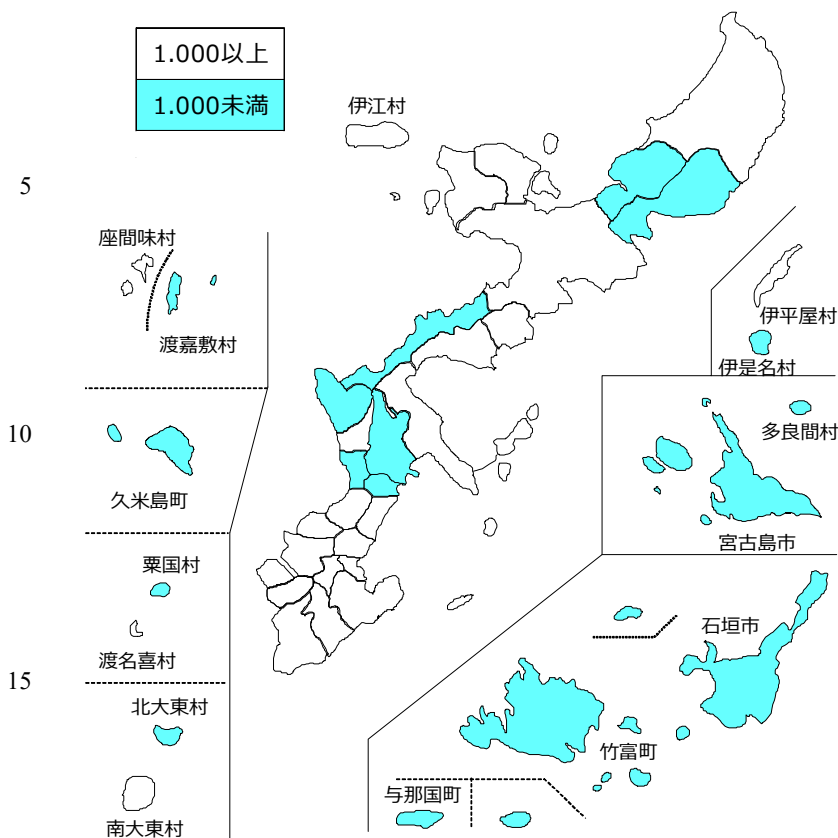 1.000以上
1.000未満
伊江村
5
座間味村
渡嘉敷村
伊平屋村
伊是名村
10
多良間村
久米島町
宮古島市
粟国村
渡名喜村
石垣市
15
北大東村
竹富町
与那国町
南大東村